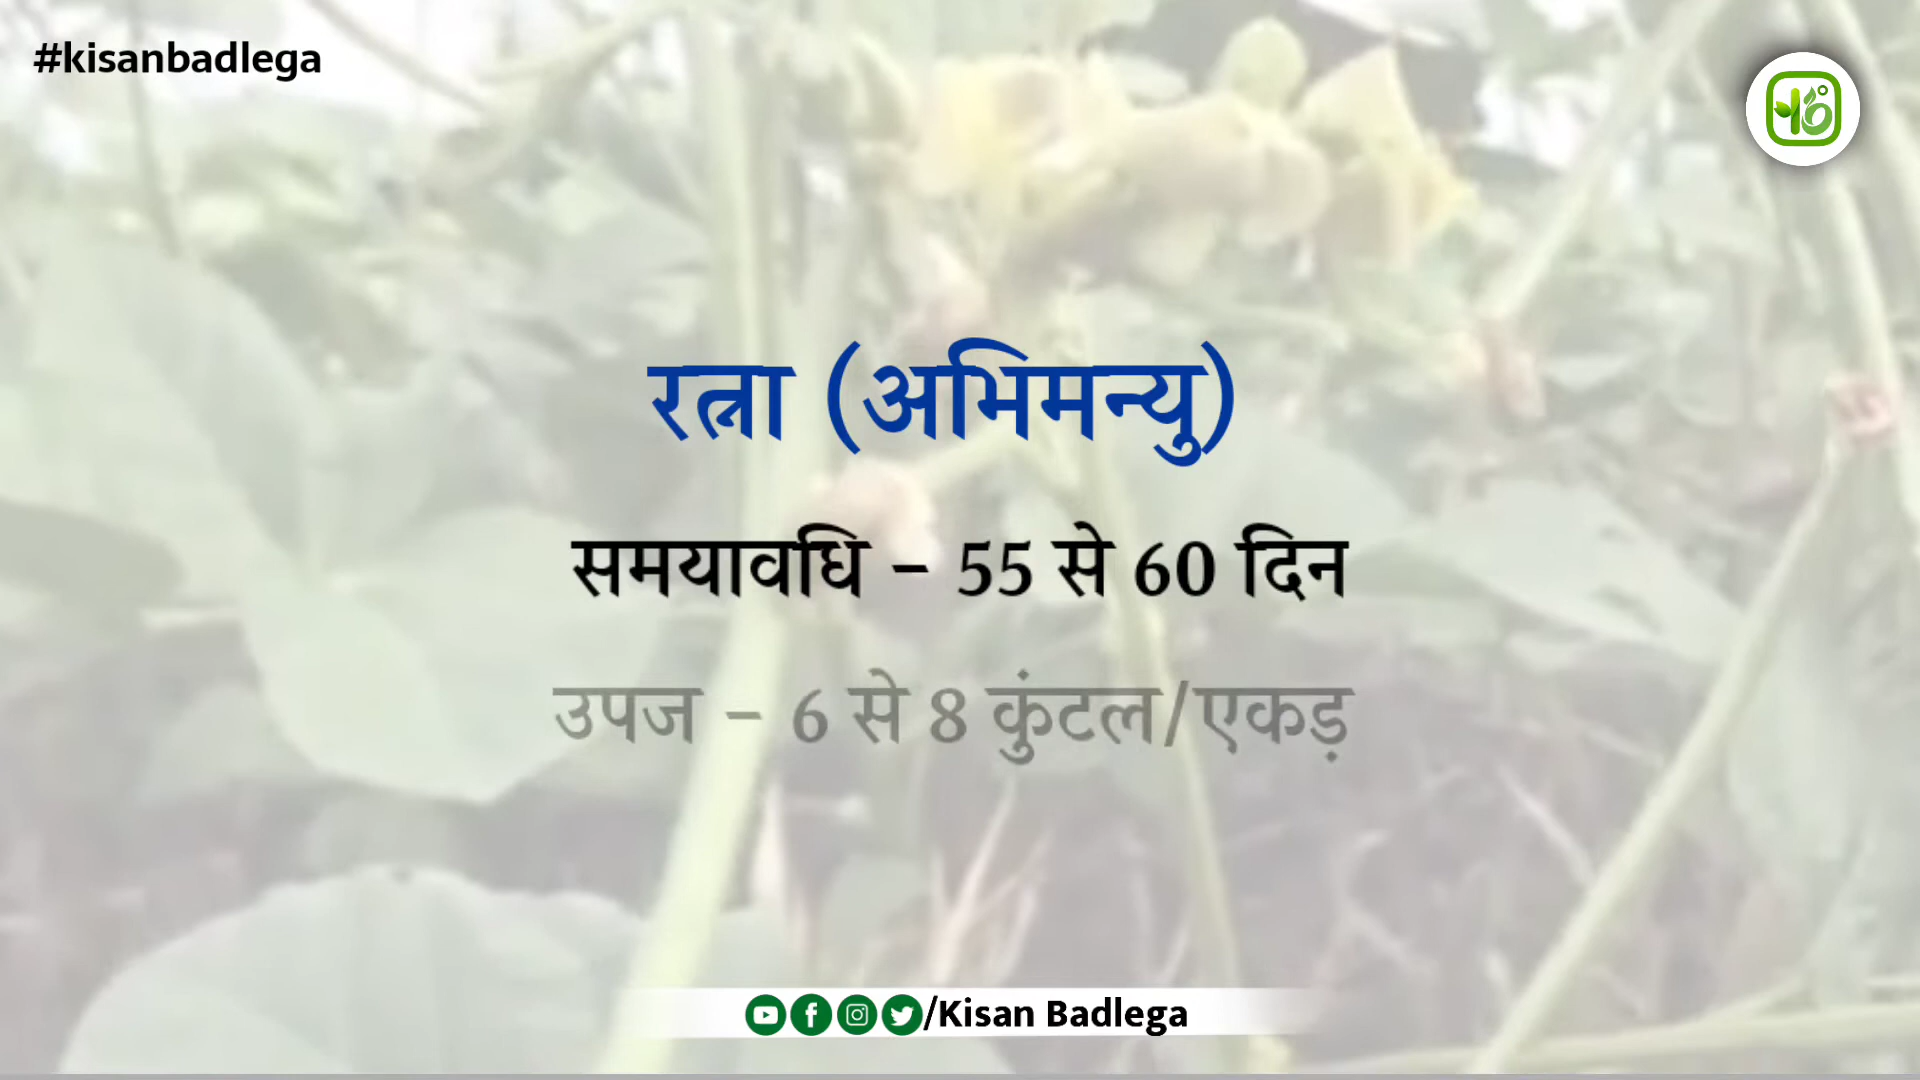 #kisanbadlega
रत्ना (अभिमन्यु)
समयावधि – 55 से 60 दिन
उपज – 6 से 8 कुंटल/एकड़
/Kisan Badlega